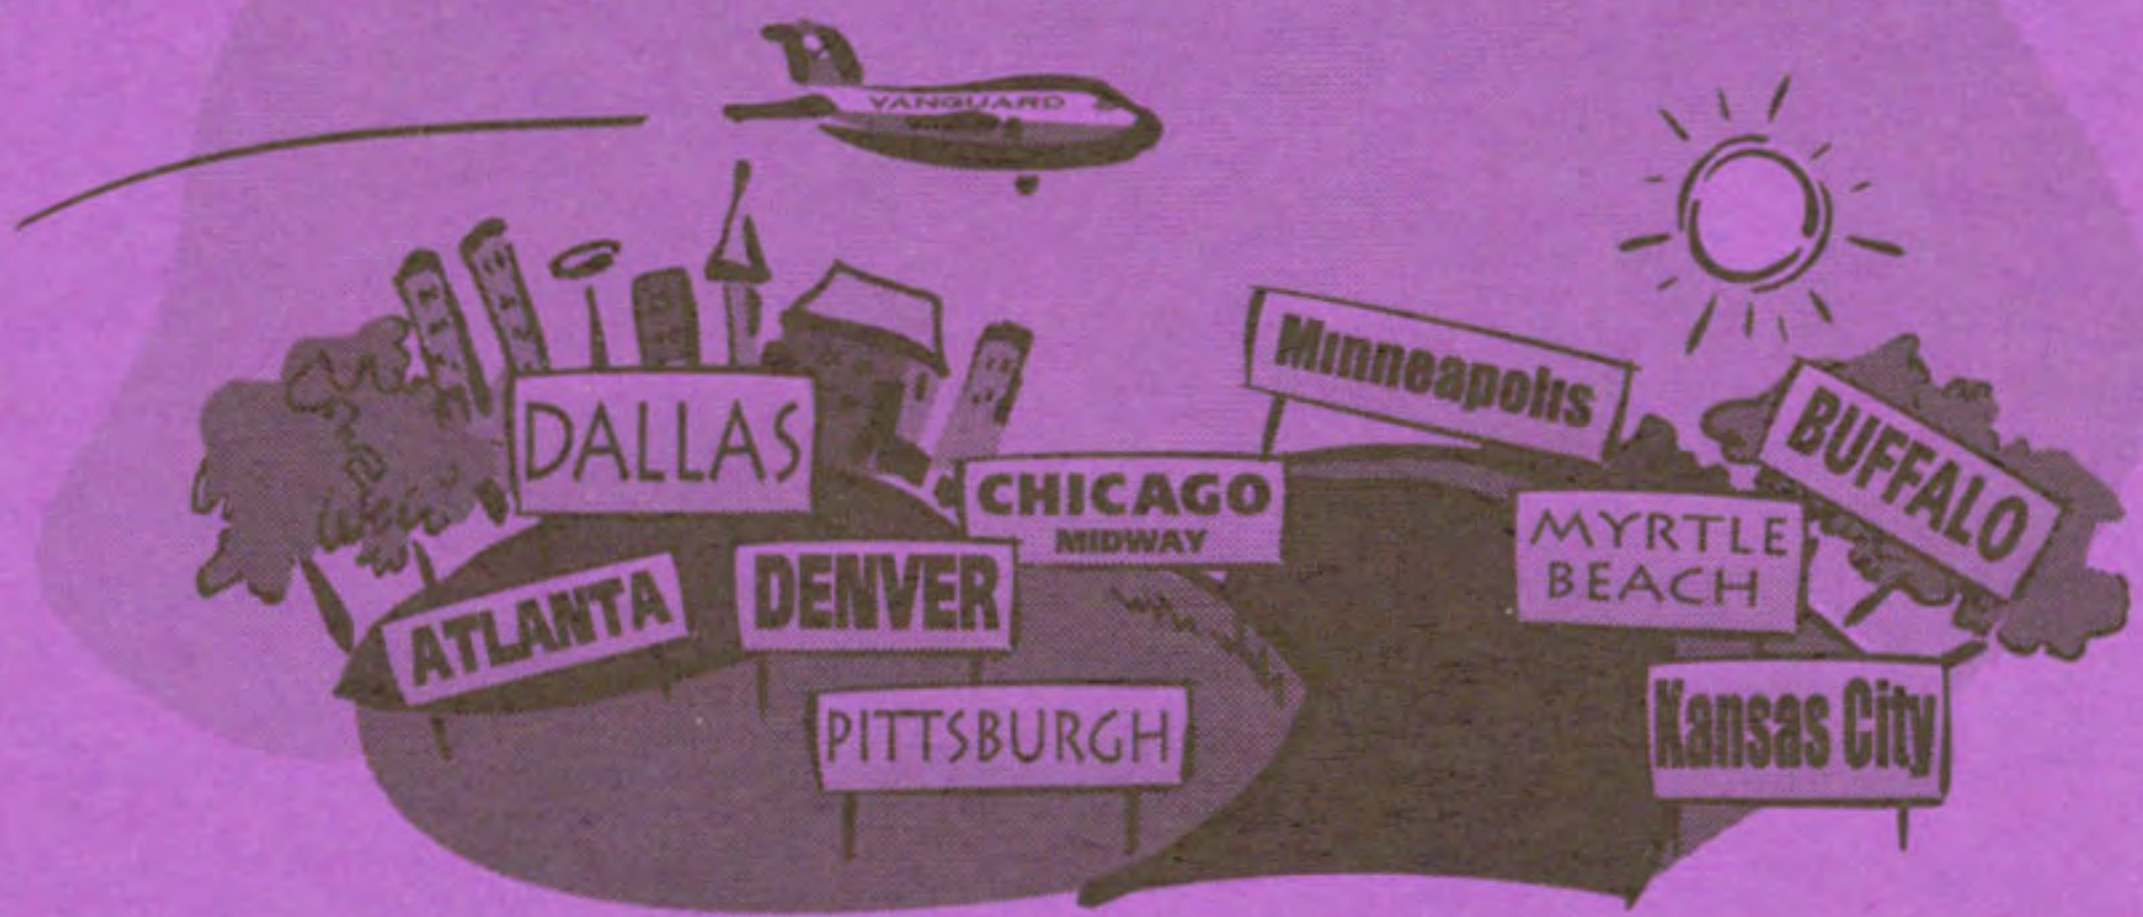 VANGUARD
Minneapolis
DALLAS
BUFFALO
CHICAGO
MIDWAY
MYRTLE
BEACH
ATLANTA
DENVER
PITTSBURGH
Kansas City